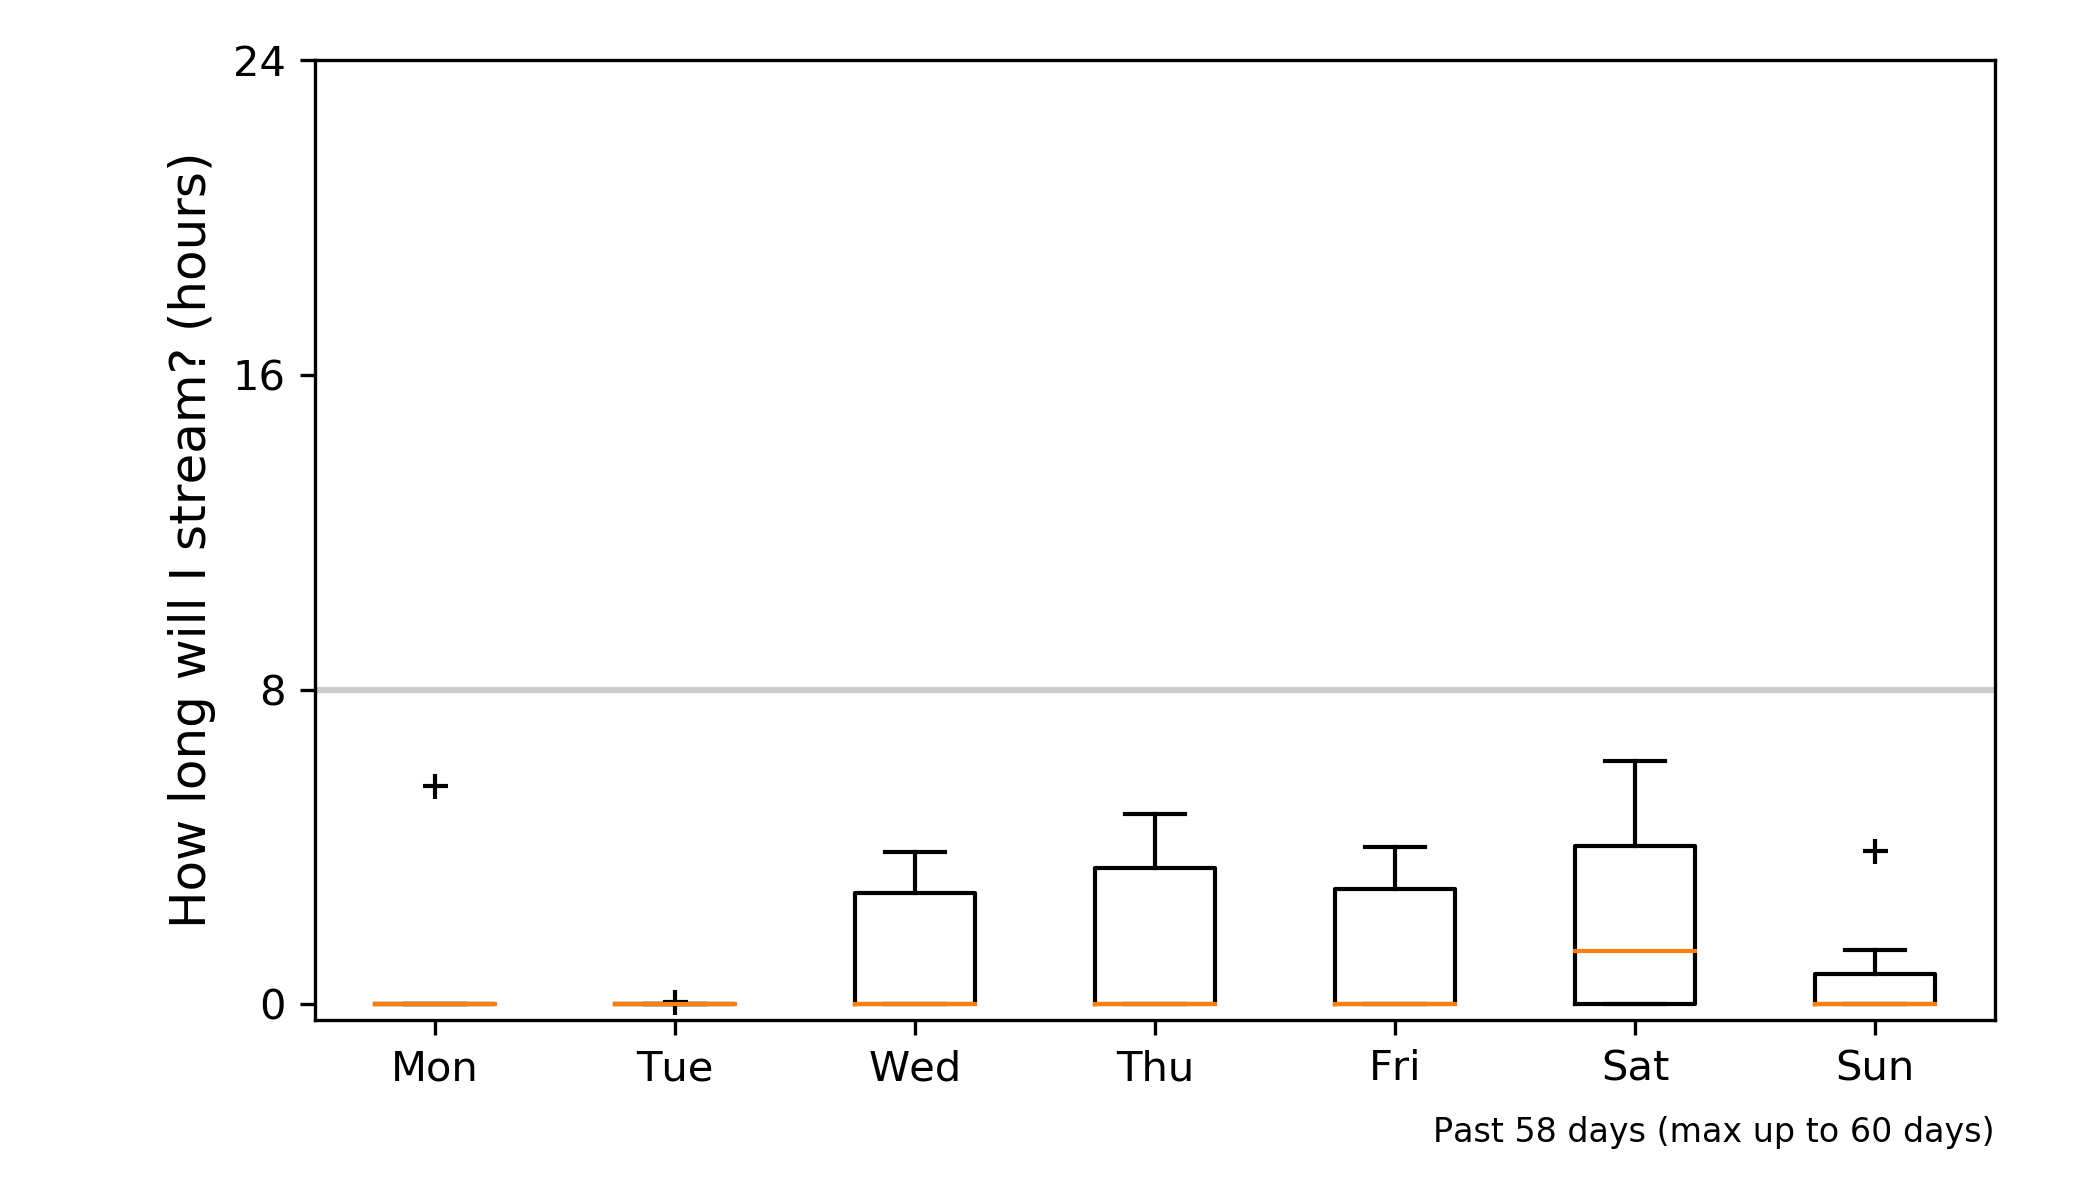 How long will I stream? (hours)
24
16
8
0
Mon Tue Wed Thu Fri Sat Sun
Past 58 days (max up to 60 days)